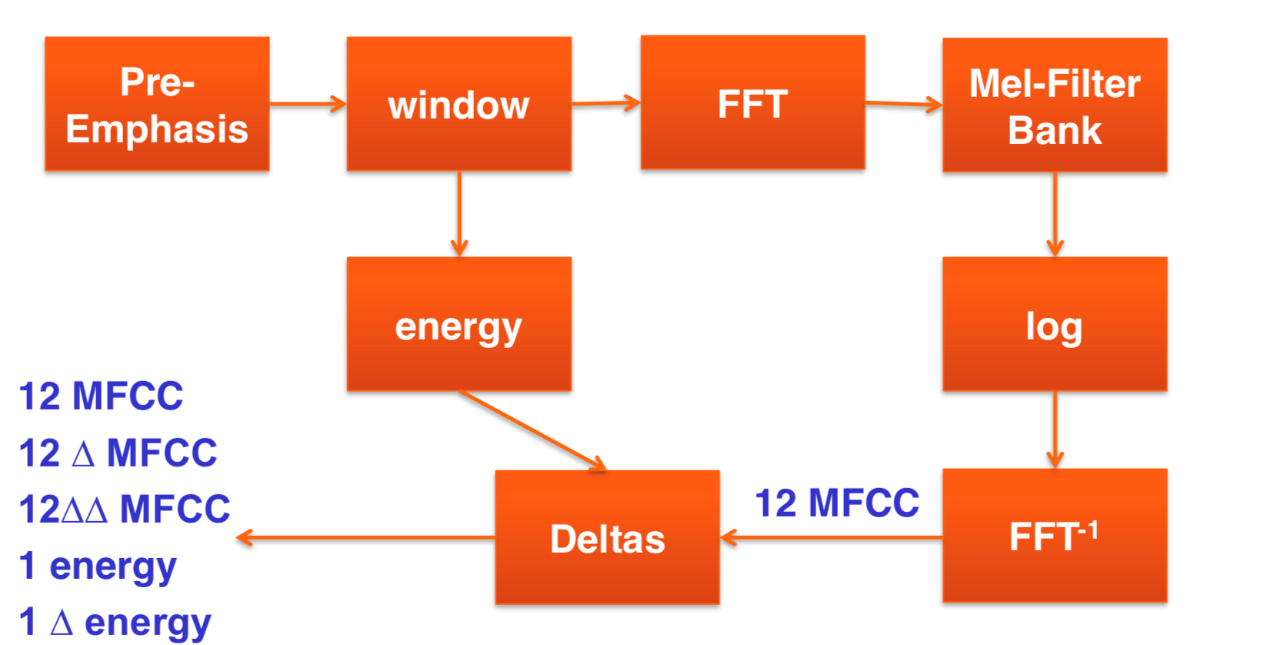 Pre-
Emphasis
window
FFT
Mel-Filter
Bank
energy
log
12 MFCC
12 ∆ MFCC
12∆∆ MFCC
1 energy
1 ∆ energy
Deltas
12 MFCC
FFT⁻¹